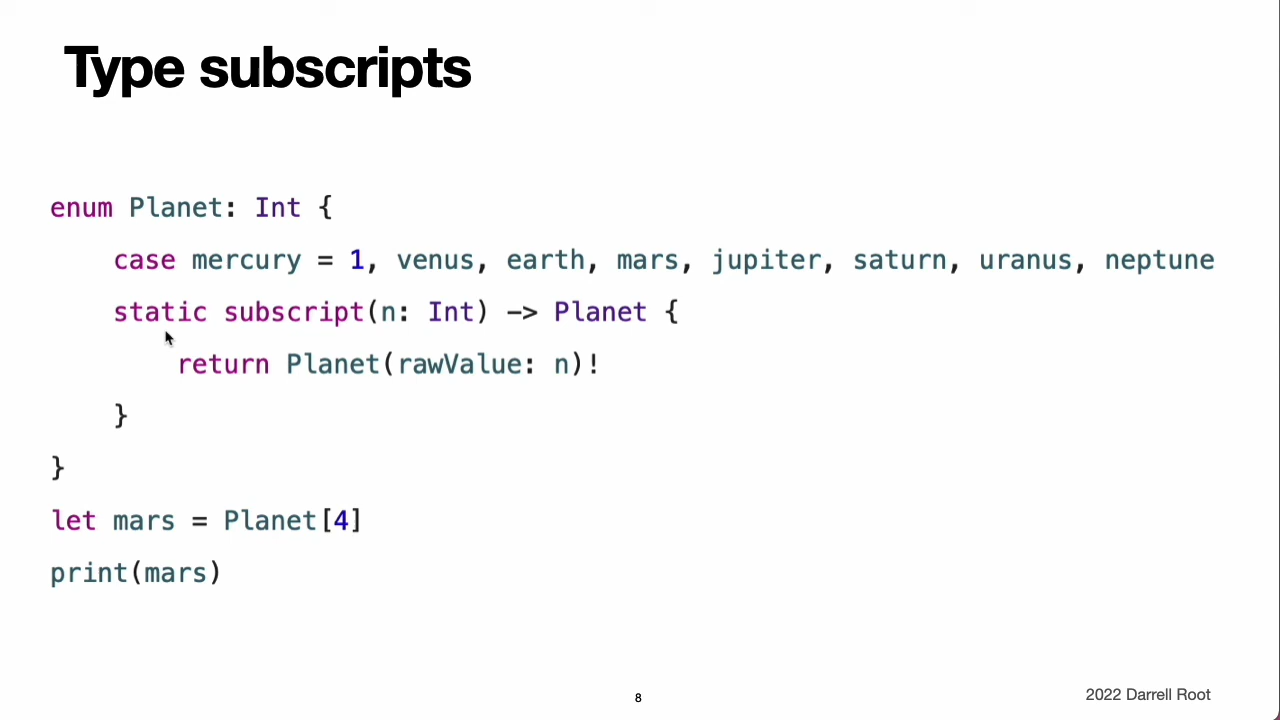 Type subscripts
enum Planet: Int {
case mercury = 1, venus, earth, mars, jupiter, saturn, uranus, neptune
static subscript(n: Int) -> Planet {
return Planet(rawValue: n)!
}
}
let mars = Planet[4]
print(mars)
8
2022 Darrell Root